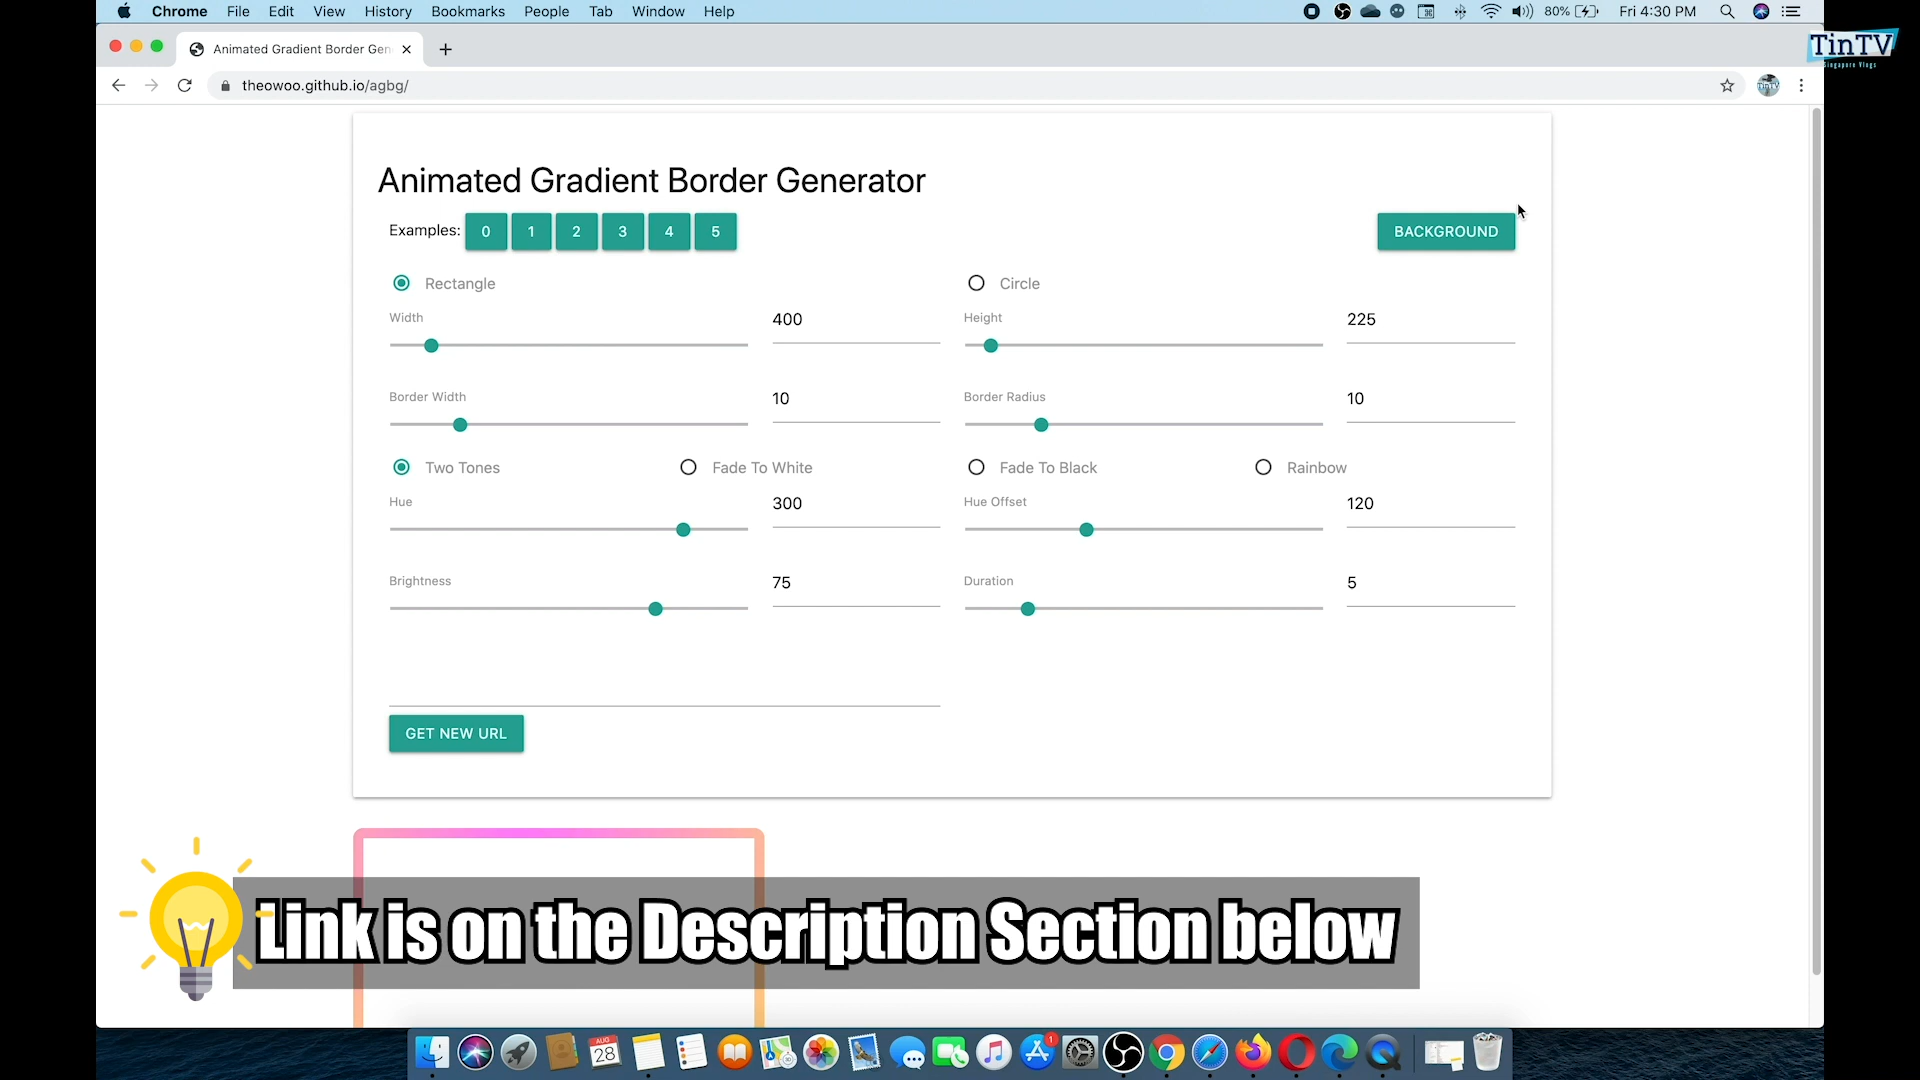 Chrome File Edit View History Bookmarks People Tab Window Help 80% Fri 4:30 PM
TinTV
Singapore Vlogs
Animated Gradient Border Gen
theowoo.github.io/agbg/
Animated Gradient Border Generator
Examples: 0 1 2 3 4 5 BACKGROUND
Rectangle Circle
Width 400 Height 225
Border Width 10 Border Radius 10
Two Tones Fade To White Fade To Black Rainbow
Hue 300 Hue Offset 120
Brightness 75 Duration 5
GET NEW URL
Link is on the Description Section below
AUG
28
1